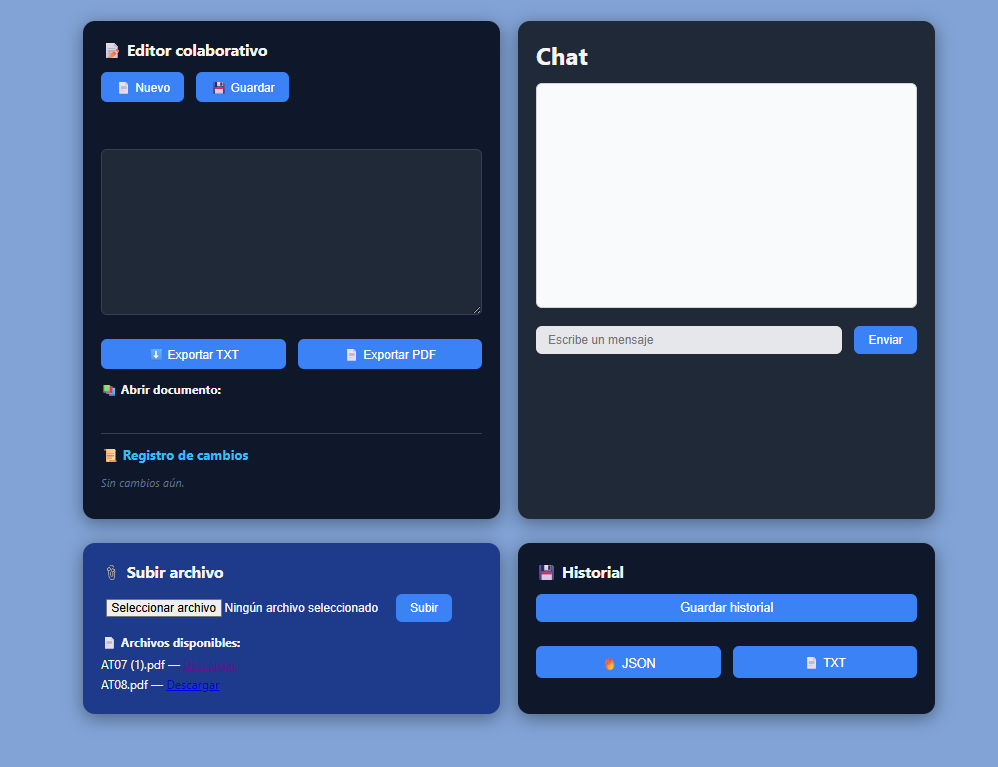 Editor colaborativo
Nuevo
Guardar
Exportar TXT
Exportar PDF
Abrir documento:
Registro de cambios
Sin cambios aún.
Chat
Escribe un mensaje
Enviar
Subir archivo
Seleccionar archivo Ningún archivo seleccionado
Subir
Archivos disponibles:
AT07 (1).pdf — Descargar
AT08.pdf — Descargar
Historial
Guardar historial
JSON
TXT